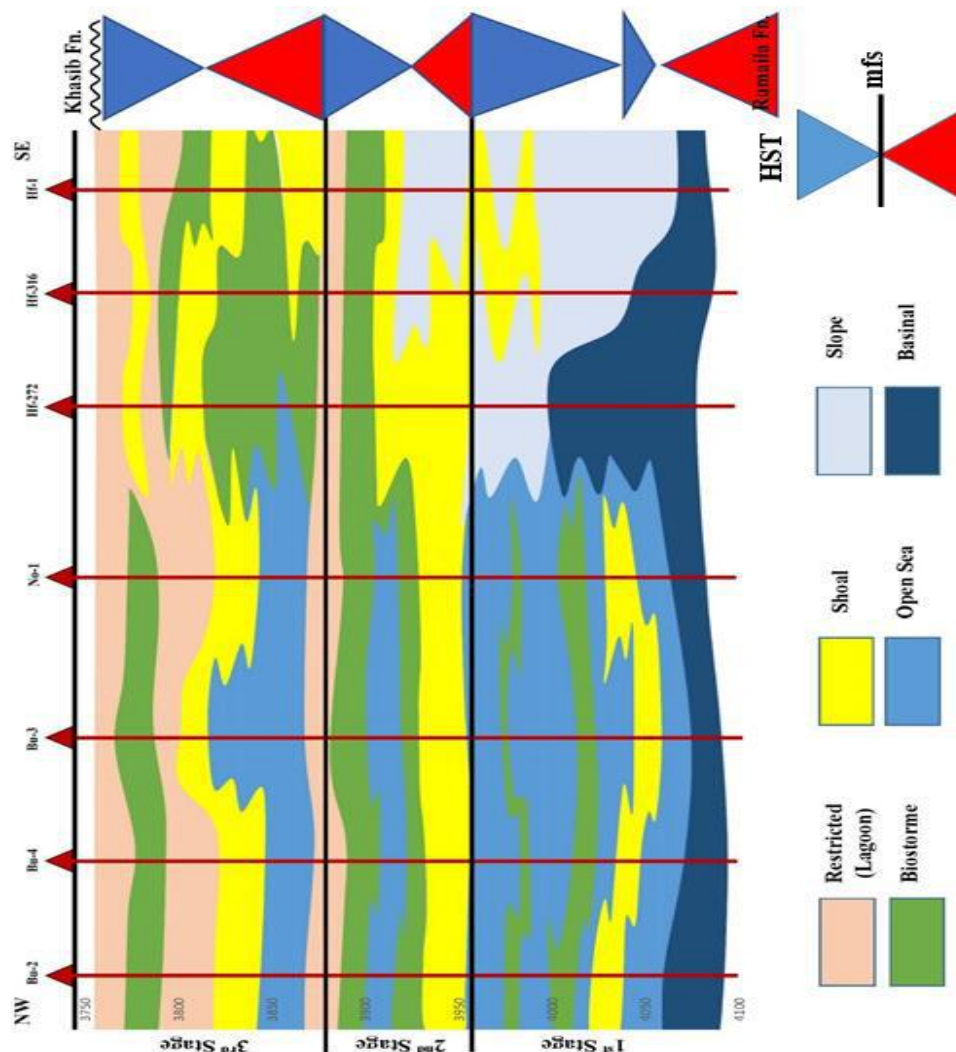 Khasib Fn.
Rumaila Fn.
NW
SE
Bu-2
Bu-4
Bu-3
No-1
Hf-272
Hf-316
Hf-1
3750
3800
3850
3900
3950
4000
4050
4100
3rd Stage
2nd Stage
1st Stage
HST
mfs
Restricted
(Lagoon)
Biostorme
Shoal
Open Sea
Slope
Basinal